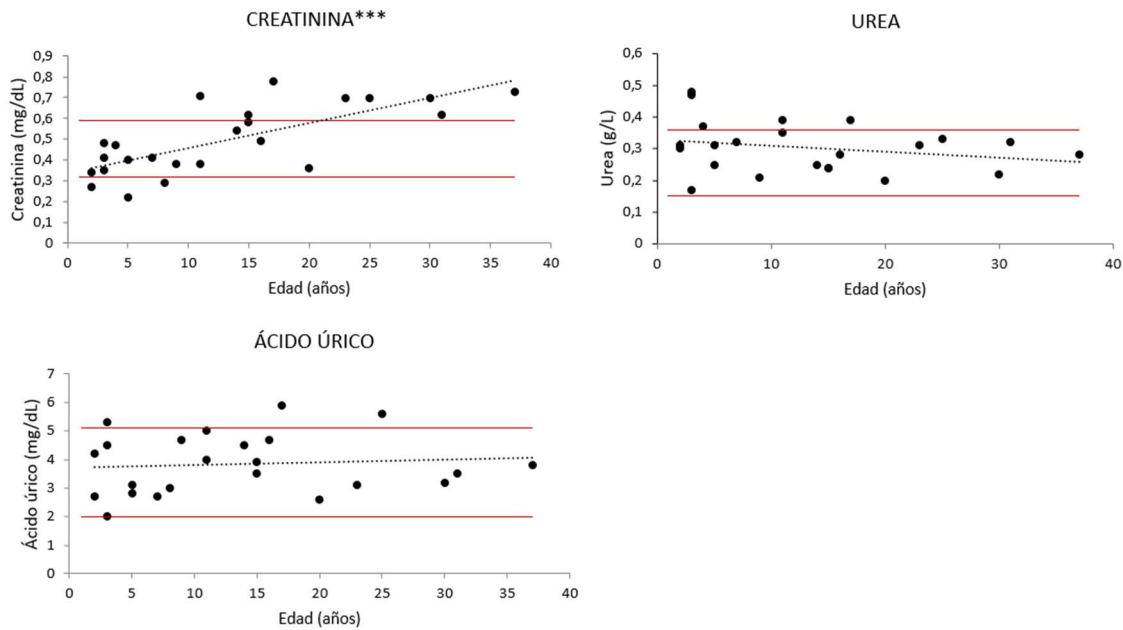 CREATININA***
Creatinina (mg/dL)
0,9
0,8
0,7
0,6
0,5
0,4
0,3
0,2
0,1
0
0 5 10 15 20 25 30 35 40
Edad (años)
UREA
Urea (g/L)
0,6
0,5
0,4
0,3
0,2
0,1
0
0 10 20 30 40
Edad (años)
ÁCIDO ÚRICO
Ácido úrico (mg/dL)
7
6
5
4
3
2
1
0
0 5 10 15 20 25 30 35 40
Edad (años)